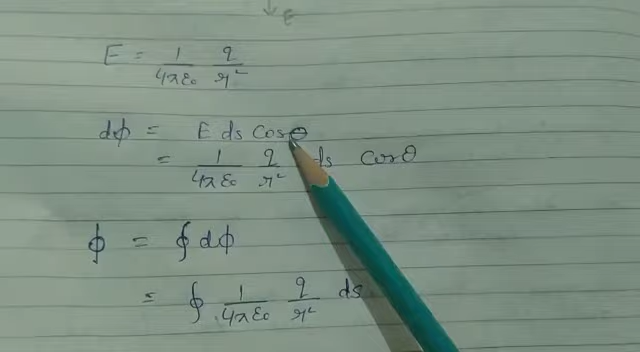 E
E = 1/4πε₀ q/r²
dϕ = E ds Cosθ
= 1/4πε₀ q/r² ds Cosθ
ϕ = ∮ dϕ
= ∮ 1/4πε₀ q/r² ds